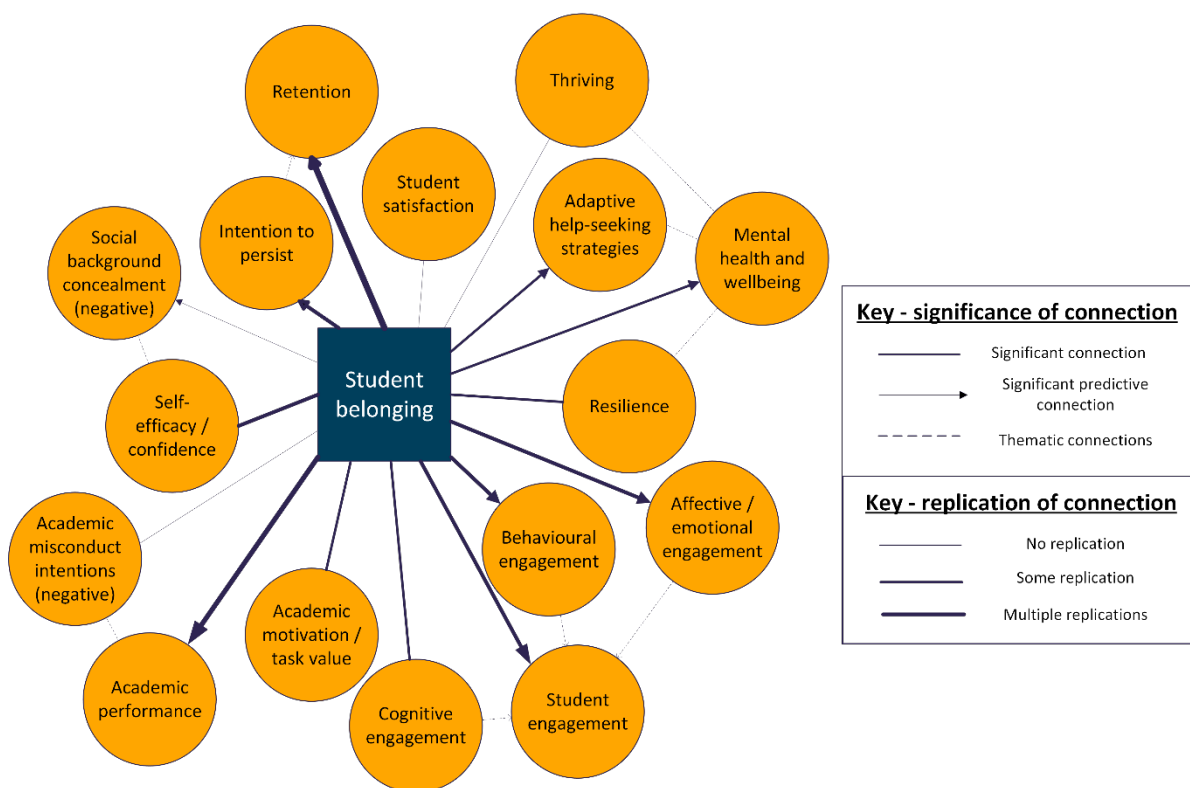 Retention
Thriving
Student
satisfaction
Adaptive
help-seeking
strategies
Intention to
persist
Social
background
concealment
(negative)
Mental
health and
wellbeing
Student
belonging
Self-
efficacy /
confidence
Resilience
Academic
misconduct
intentions
(negative)
Behavioural
engagement
Affective /
emotional
engagement
Academic
motivation /
task value
Academic
performance
Cognitive
engagement
Student
engagement
Key - significance of connection
Significant connection
Significant predictive
connection
Thematic connections
Key - replication of connection
No replication
Some replication
Multiple replications